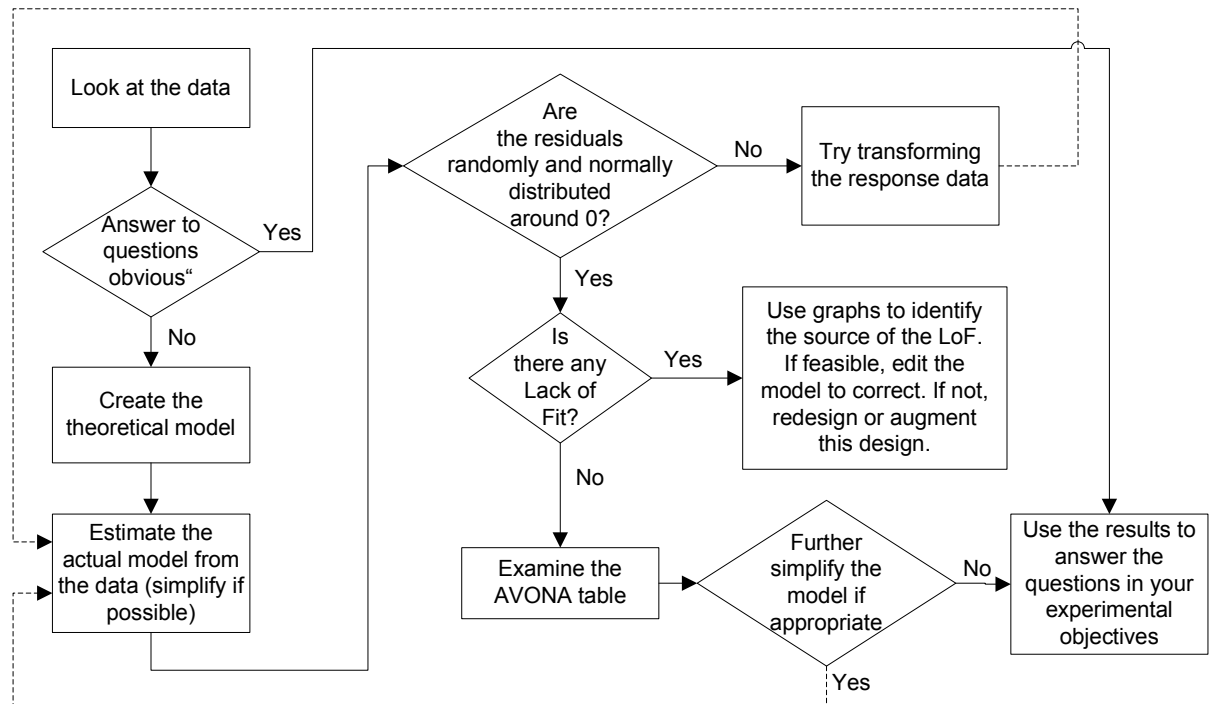 Look at the data
Answer to
questions
obvious“
Yes
No
Create the
theoretical model
Estimate the
actual model from
the data (simplify if
possible)
Are
the residuals
randomly and normally
distributed
around 0?
No
Try transforming
the response data
Yes
Is
there any
Lack of
Fit?
Yes
Use graphs to identify
the source of the LoF.
If feasible, edit the
model to correct. If not,
redesign or augment
this design.
No
Examine the
AVONA table
Further
simplify the
model if
appropriate
No
Yes
Use the results to
answer the
questions in your
experimental
objectives